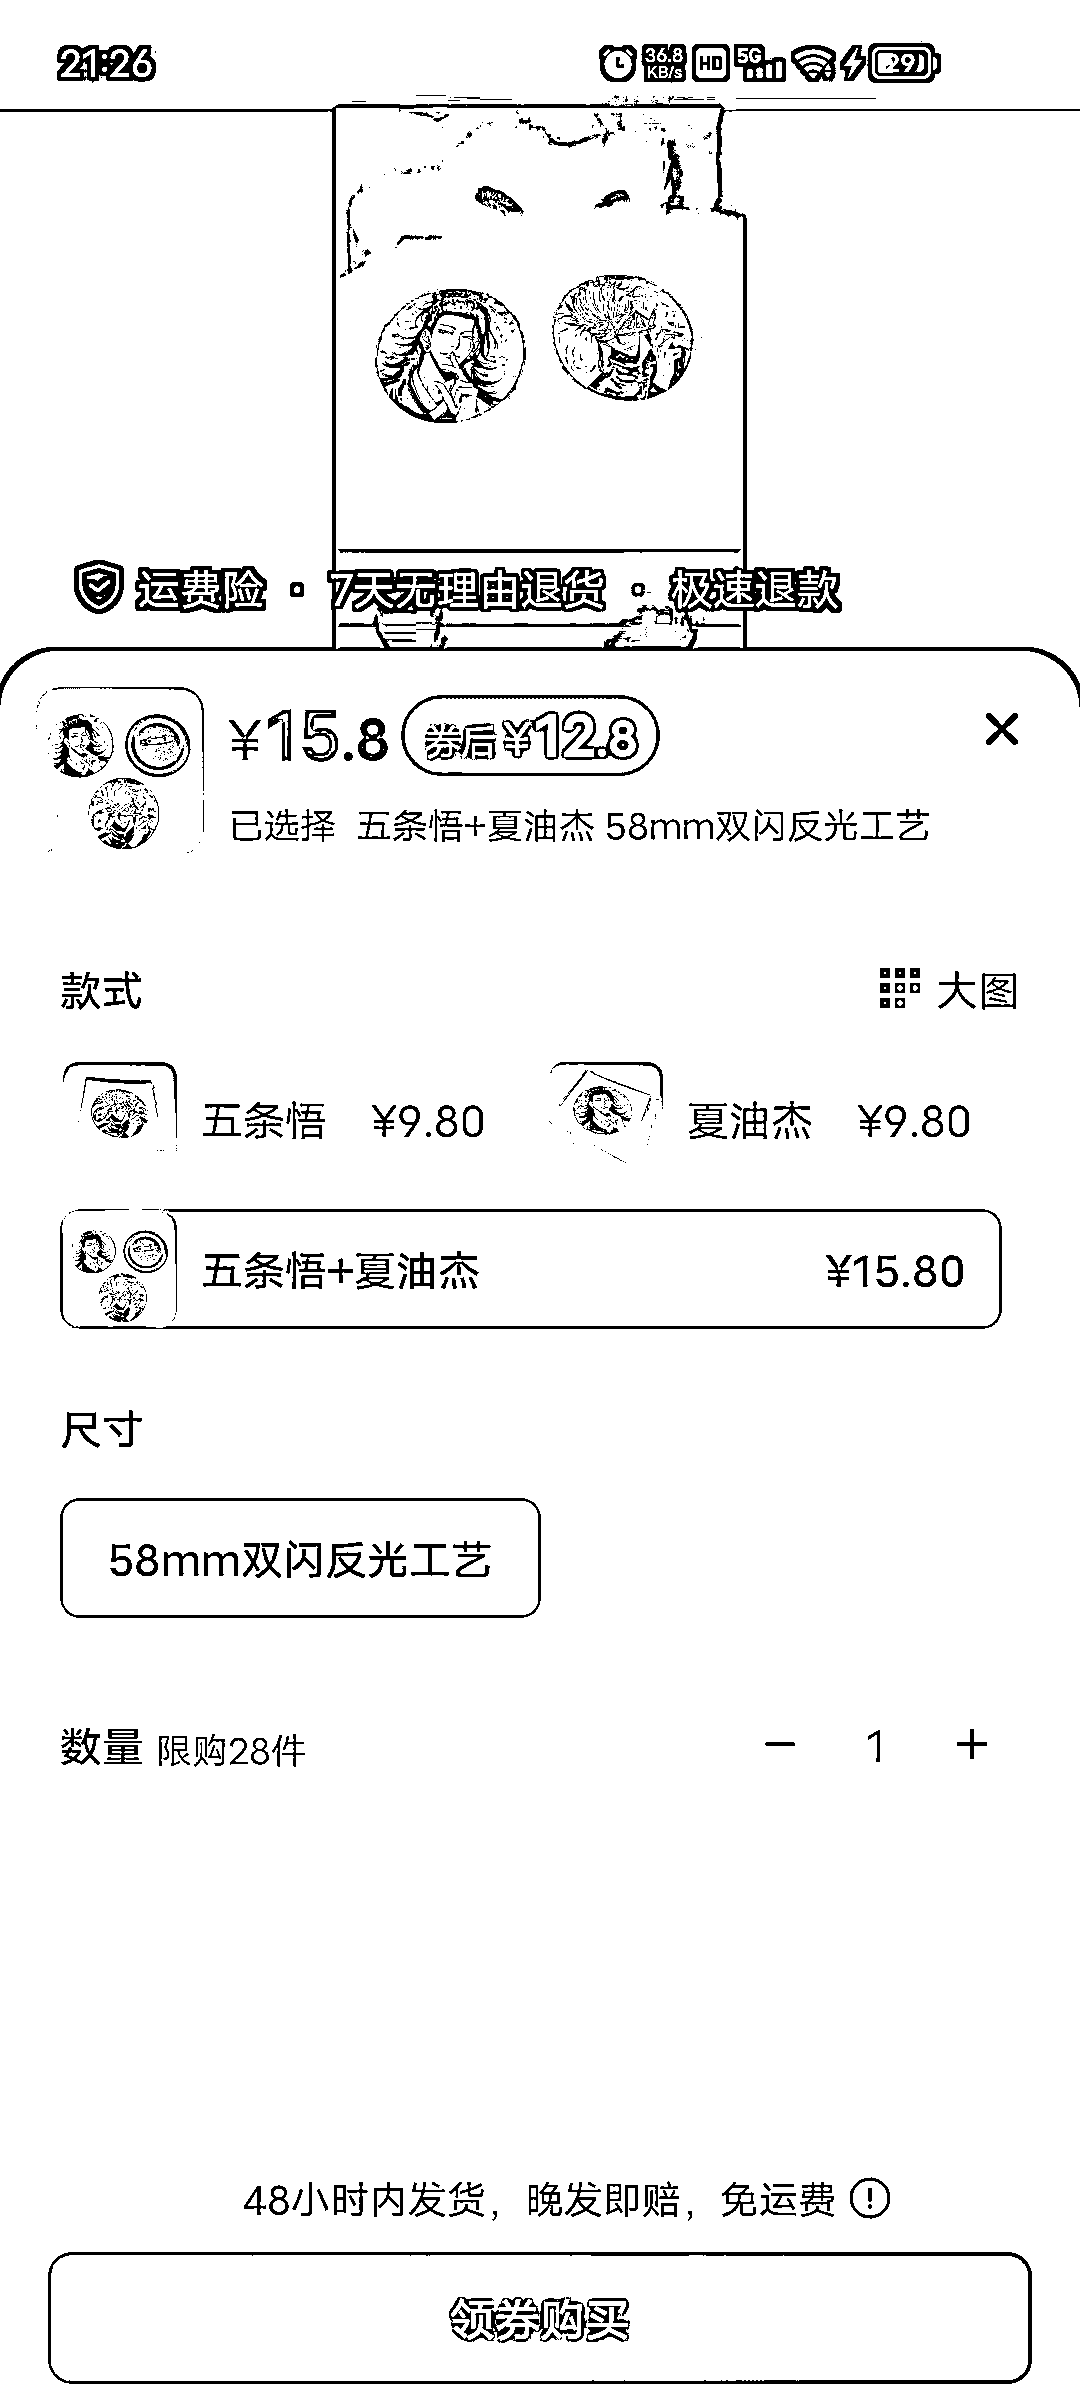 21:26 36.8 KB/s HD 5G 29
运费险 · 7天无理由退货 · 极速退款
¥15.8 券后¥12.8
已选择 五条悟+夏油杰 58mm双闪反光工艺
款式 大图
五条悟 ¥9.80 夏油杰 ¥9.80
五条悟+夏油杰 ¥15.80
尺寸
58mm双闪反光工艺
数量 限购28件 1
48小时内发货，晚发即赔，免运费
领券购买